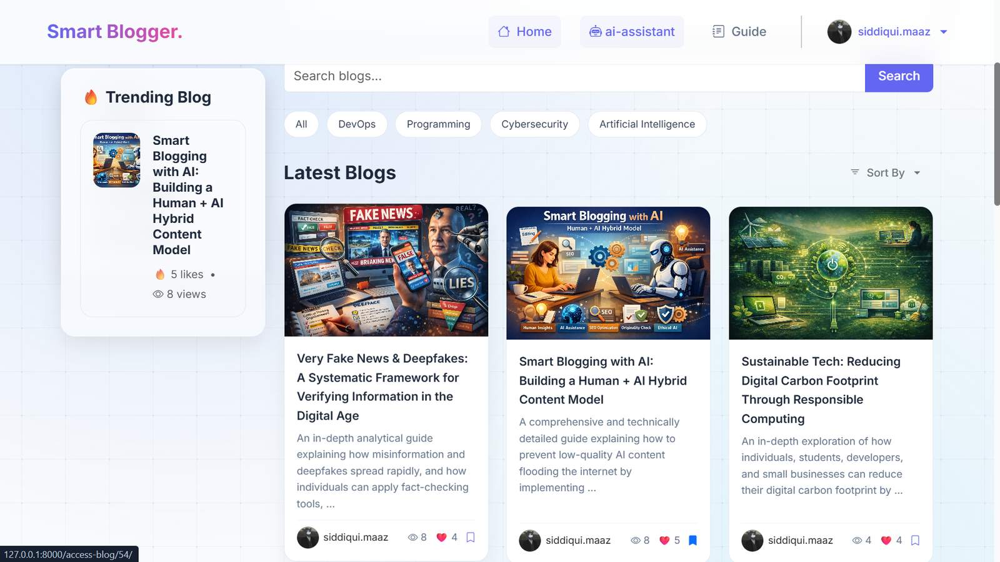 Smart Blogger.
Home
ai-assistant
Guide
siddiqui.maaz
Trending Blog
Smart
Blogging
with AI:
Building a
Human + AI
Hybrid
Content
Model
5 likes •
8 views
Search blogs...
Search
All
DevOps
Programming
Cybersecurity
Artificial Intelligence
Latest Blogs
Sort By
FAKE NEWS
REAL?
FACT-CHECK
FAKE NEWS CHECK
BREAKING NEW
FALSE
LIES
Very Fake News & Deepfakes:
A Systematic Framework for
Verifying Information in the
Digital Age
An in-depth analytical guide
explaining how misinformation and
deepfakes spread rapidly, and how
individuals can apply fact-checking
tools, ...
siddiqui.maaz
8
4
Smart Blogging with AI
Human + AI Hybrid Model
Editing
SEO
AI Assistance
SEO
Human Insights
AI Assistance
SEO Optimization
Originality Check
Ethical AI
Smart Blogging with AI:
Building a Human + AI Hybrid
Content Model
A comprehensive and technically
detailed guide explaining how to
prevent low-quality AI content
flooding the internet by
implementing ...
siddiqui.maaz
8
5
CO₂
Neutral
Sustainable Tech: Reducing
Digital Carbon Footprint
Through Responsible
Computing
An in-depth exploration of how
individuals, students, developers,
and small businesses can reduce
their digital carbon footprint by ...
siddiqui.maaz
4
4
127.0.0.1:8000/access-blog/54/